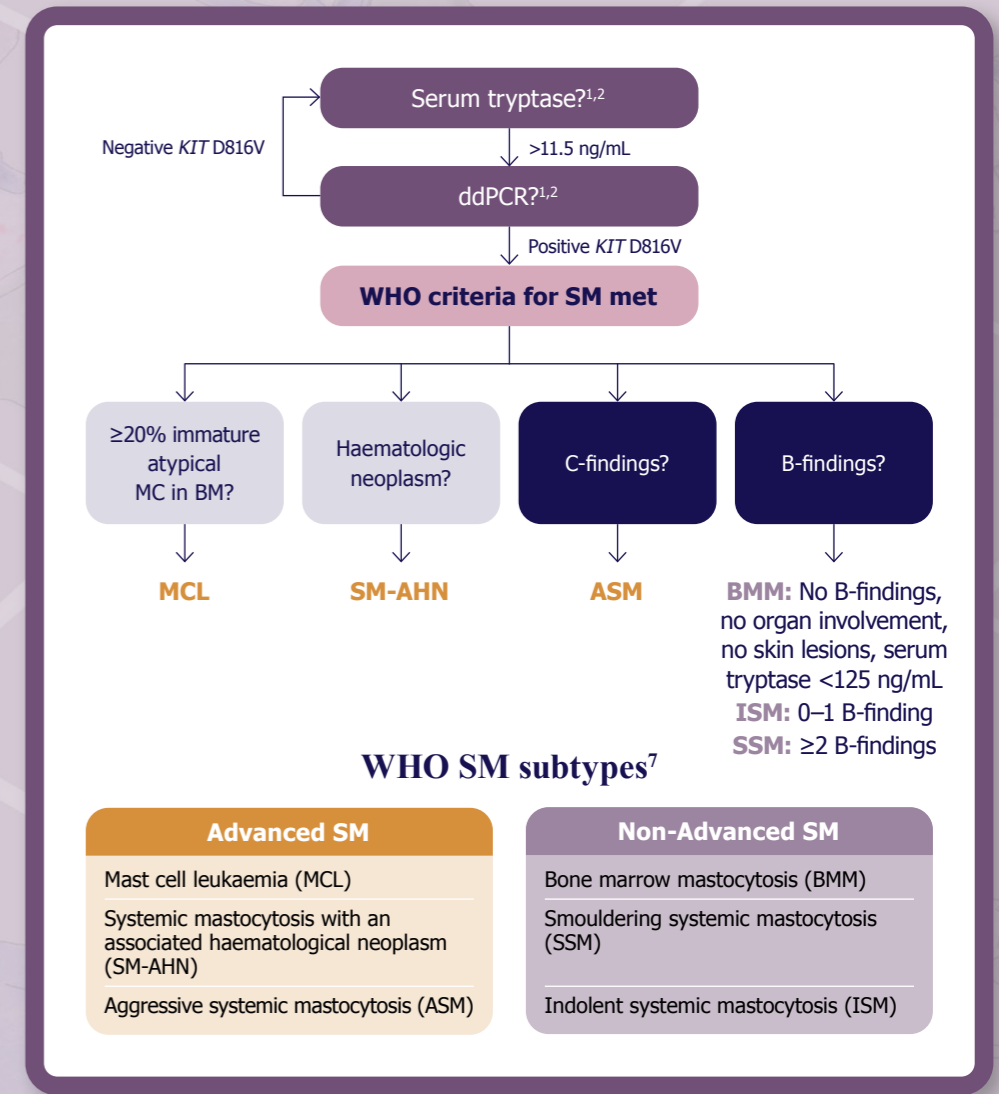 Serum tryptase?1,2
Negative KIT D816V
>11.5 ng/mL
ddPCR?1,2
Positive KIT D816V
WHO criteria for SM met
≥20% immature
atypical
MC in BM?
Haematologic
neoplasm?
C-findings?
B-findings?
MCL
SM-AHN
ASM
BMM: No B-findings,
no organ involvement,
no skin lesions, serum
tryptase <125 ng/mL
ISM: 0–1 B-finding
SSM: ≥2 B-findings
WHO SM subtypes7
Advanced SM
Mast cell leukaemia (MCL)
Systemic mastocytosis with an
associated haematological neoplasm
(SM-AHN)
Aggressive systemic mastocytosis (ASM)
Non-Advanced SM
Bone marrow mastocytosis (BMM)
Smouldering systemic mastocytosis
(SSM)
Indolent systemic mastocytosis (ISM)